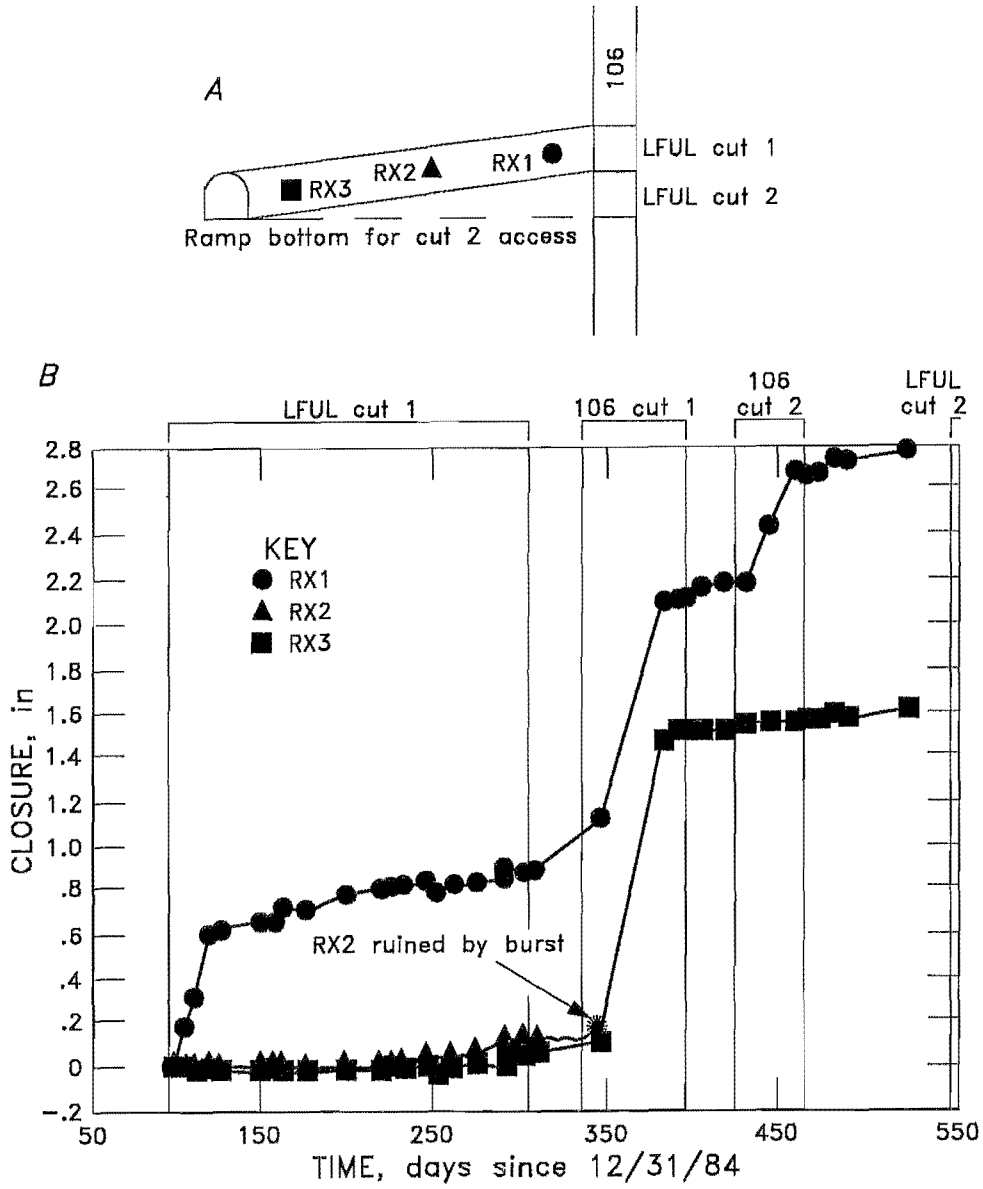 A
106
RX1
LFUL cut 1
RX2
RX3
LFUL cut 2
Ramp bottom for cut 2 access
B
LFUL cut 1
106 cut 1
106
cut 2
LFUL
cut 2
2.8
2.6
2.4
2.2
2.0
1.8
1.6
1.4
1.2
1.0
.8
.6
.4
.2
0
-.2
CLOSURE, in
KEY
RX1
RX2
RX3
RX2 ruined by burst
50
150
250
350
450
550
TIME, days since 12/31/84